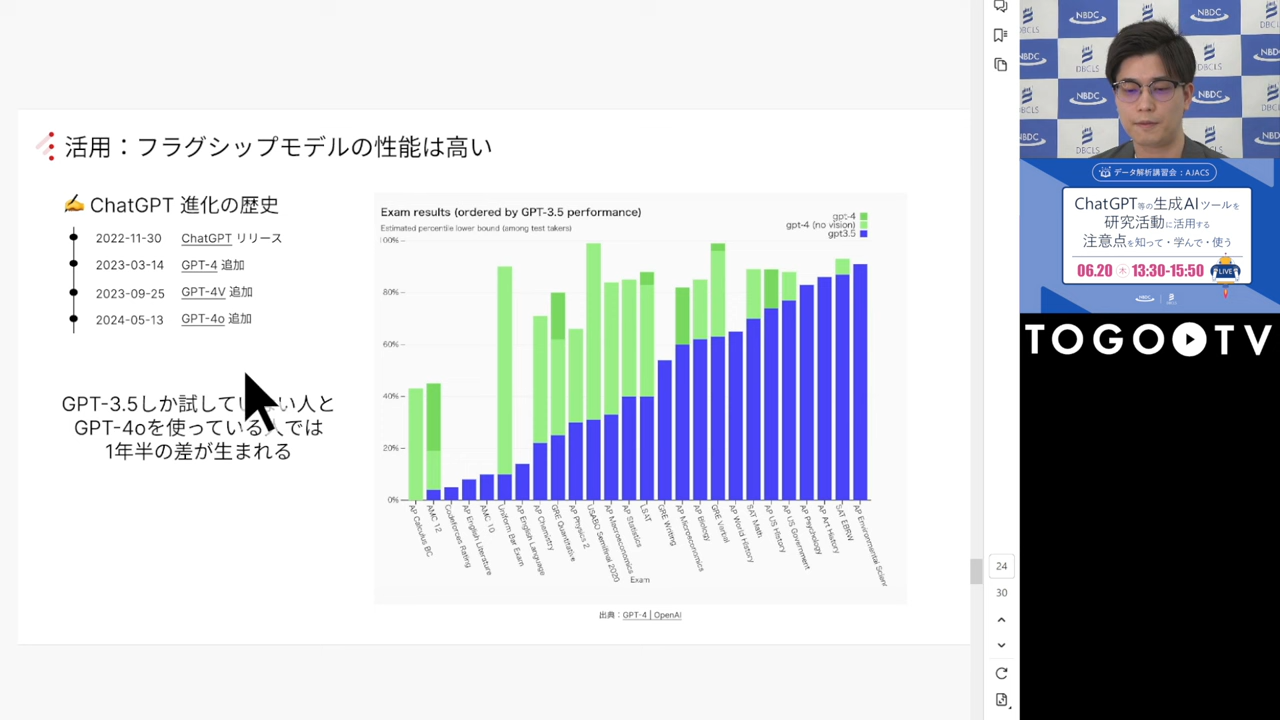 活用：フラグシップモデルの性能は高い
✍ ChatGPT 進化の歴史
2022-11-30 ChatGPT リリース
2023-03-14 GPT-4 追加
2023-09-25 GPT-4V 追加
2024-05-13 GPT-4o 追加
GPT-3.5しか試していない人と
GPT-4oを使っている人では
1年半の差が生まれる
Exam results (ordered by GPT-3.5 performance)
Estimated percentile lower bound (among test takers)
gpt-4
gpt-4 (no vision)
gpt3.5
100%
80%
60%
40%
20%
0%
AP Calculus BC
AMC 12
Codeforces Rating
AP English Literature
AMC 10
Uniform Bar Exam
AP English Language
AP Chemistry
GRE Quantitative
AP Physics 2
USABO Semifinal 2020
AP Macroeconomics
AP Statistics
LSAT
GRE Writing
AP Microeconomics
AP Biology
GRE Verbal
AP World History
SAT Math
AP US History
AP US Government
AP Psychology
AP Art History
SAT EBRW
AP Environmental Scien
Exam
出典：GPT-4 | OpenAI
24
30
NBDC
DBCLS
データ解析講習会：AJACS
ChatGPT等の生成AIツールを
研究活動に活用する
注意点を知って・学んで・使う
06.20 木 13:30-15:50
LIVE
NBDC
TOGO TV